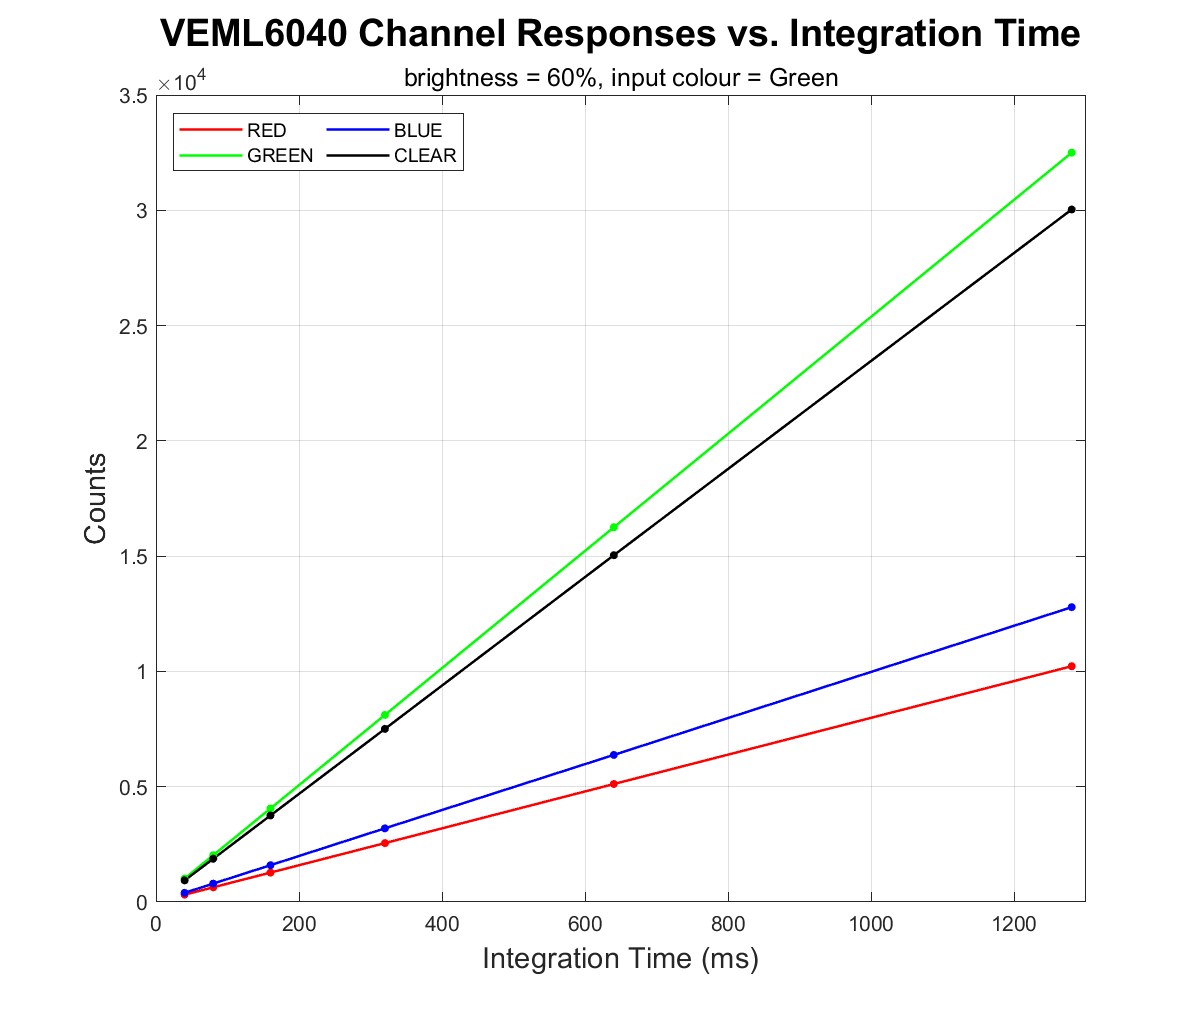 VEML6040 Channel Responses vs. Integration Time
brightness = 60%, input colour = Green
×10⁴
3.5
3
2.5
2
1.5
1
0.5
0
RED BLUE
GREEN CLEAR
Counts
0 200 400 600 800 1000 1200
Integration Time (ms)